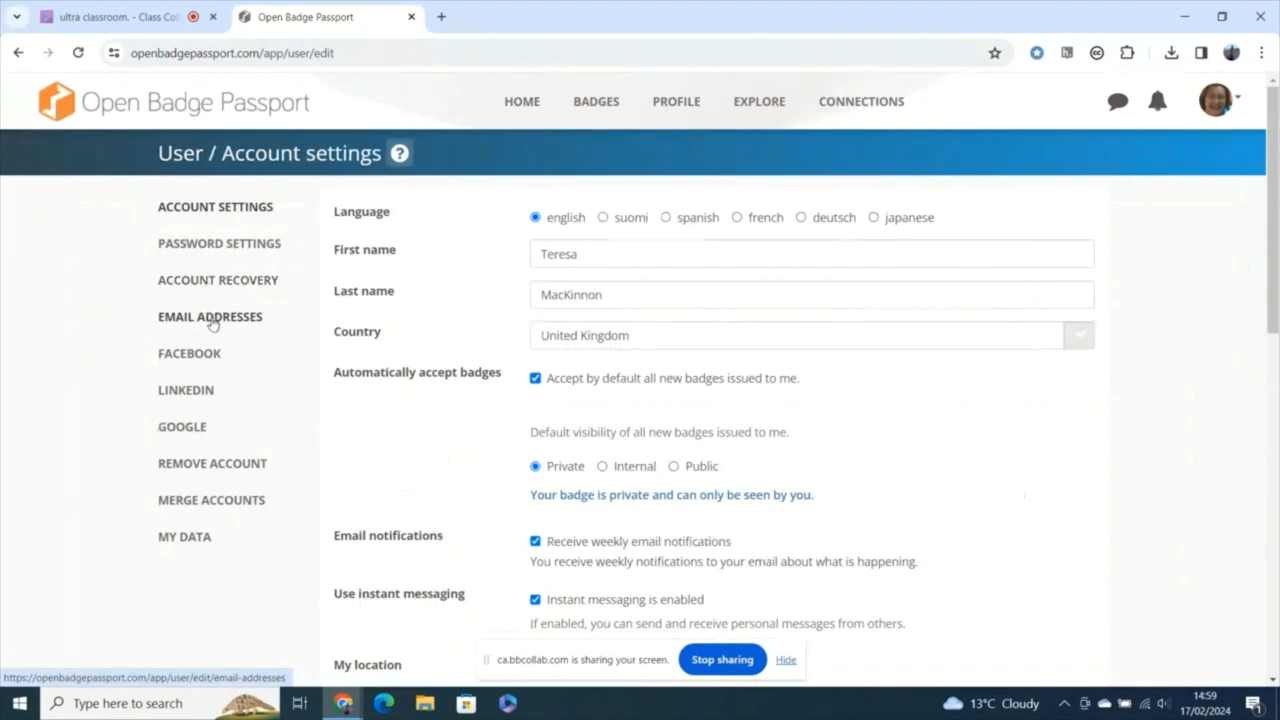 ultra classroom. - Class Coll
Open Badge Passport
openbadgepassport.com/app/user/edit
Open Badge Passport
HOME BADGES PROFILE EXPLORE CONNECTIONS
User / Account settings ?
ACCOUNT SETTINGS
PASSWORD SETTINGS
ACCOUNT RECOVERY
EMAIL ADDRESSES
FACEBOOK
LINKEDIN
GOOGLE
REMOVE ACCOUNT
MERGE ACCOUNTS
MY DATA
Language
english suomi spanish french deutsch japanese
First name
Teresa
Last name
MacKinnon
Country
United Kingdom
Automatically accept badges
Accept by default all new badges issued to me.
Default visibility of all new badges issued to me.
Private Internal Public
Your badge is private and can only be seen by you.
Email notifications
Receive weekly email notifications
You receive weekly notifications to your email about what is happening.
Use instant messaging
Instant messaging is enabled
If enabled, you can send and receive personal messages from others.
My location
ca.bbcollab.com is sharing your screen. Stop sharing Hide
https://openbadgepassport.com/app/user/edit/email-addresses
Type here to search
13°C Cloudy
14:59
17/02/2024